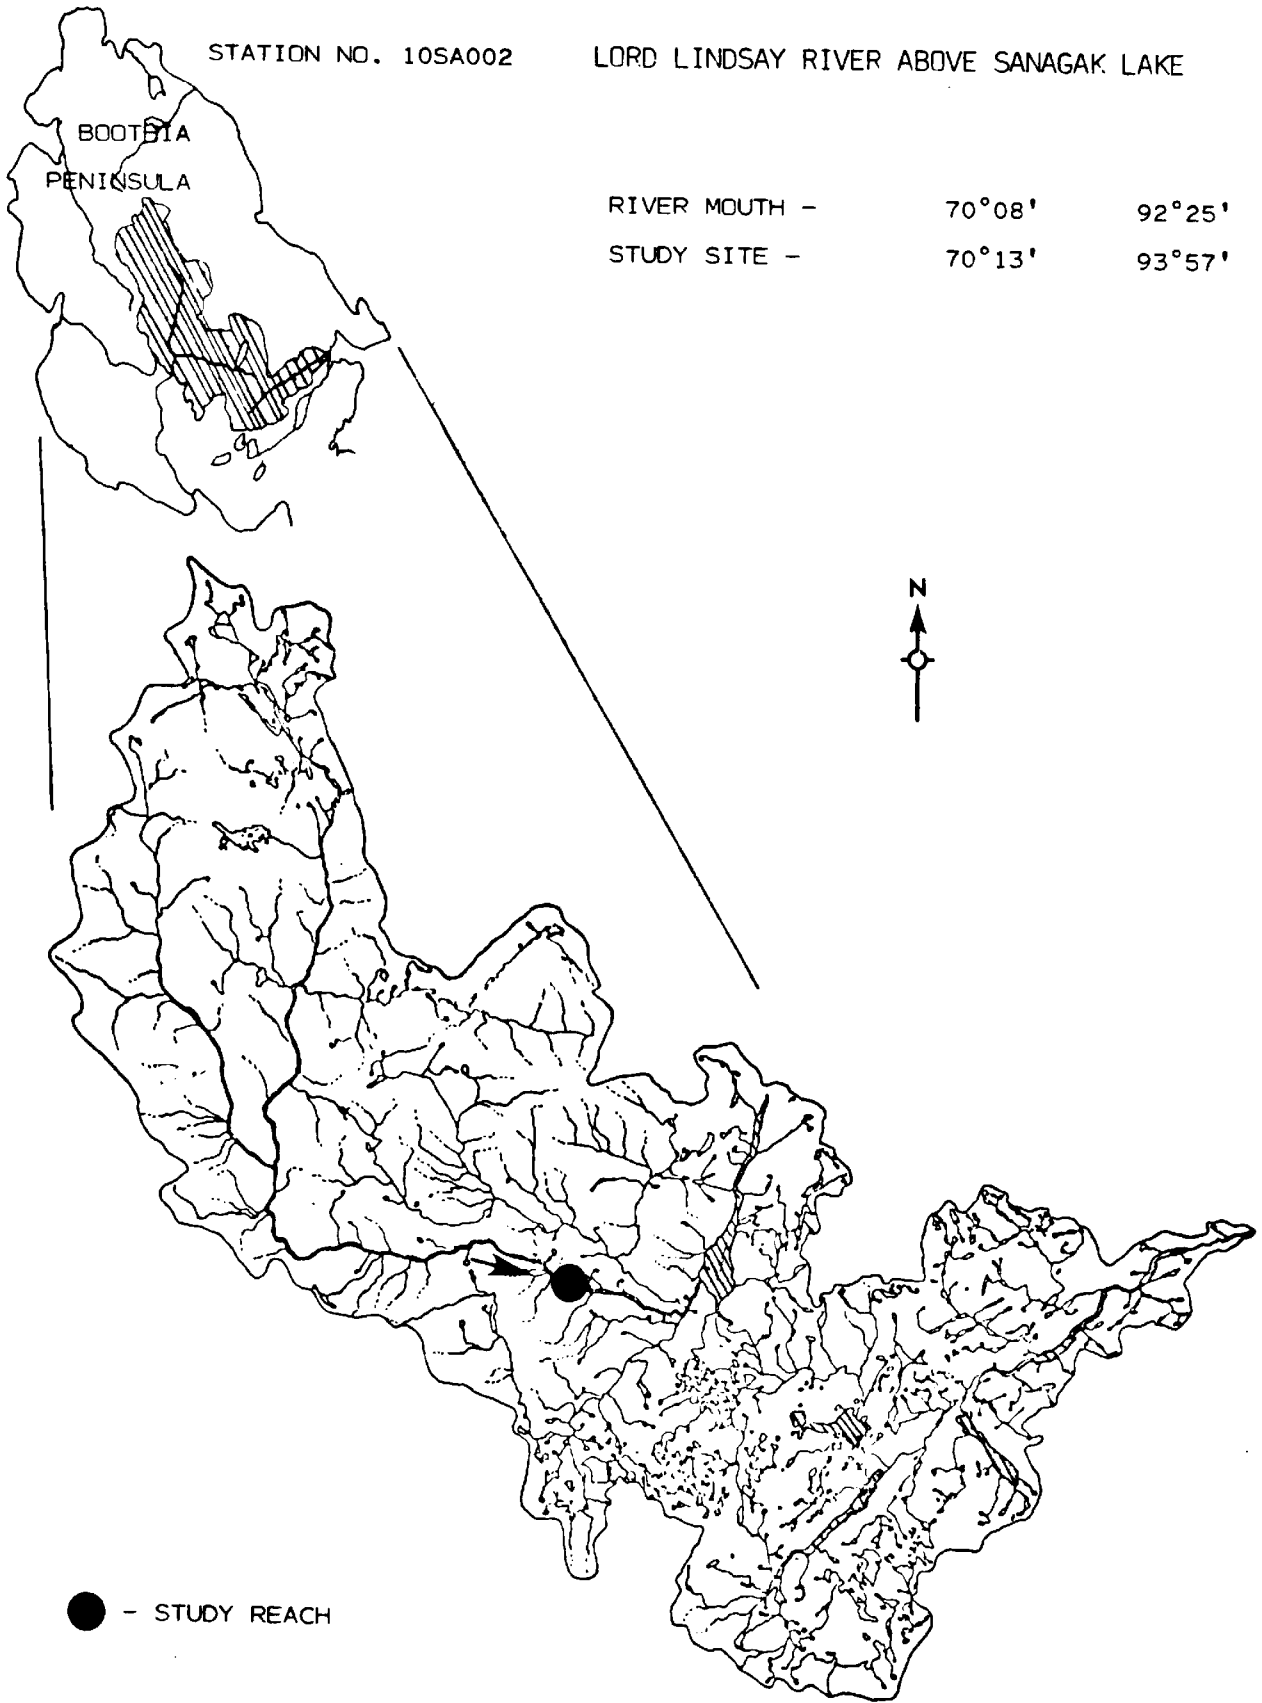 STATION NO. 10SA002 LORD LINDSAY RIVER ABOVE SANAGAK LAKE
BOOTHIA
PENINSULA
RIVER MOUTH - 70°08' 92°25'
STUDY SITE - 70°13' 93°57'
N
- STUDY REACH